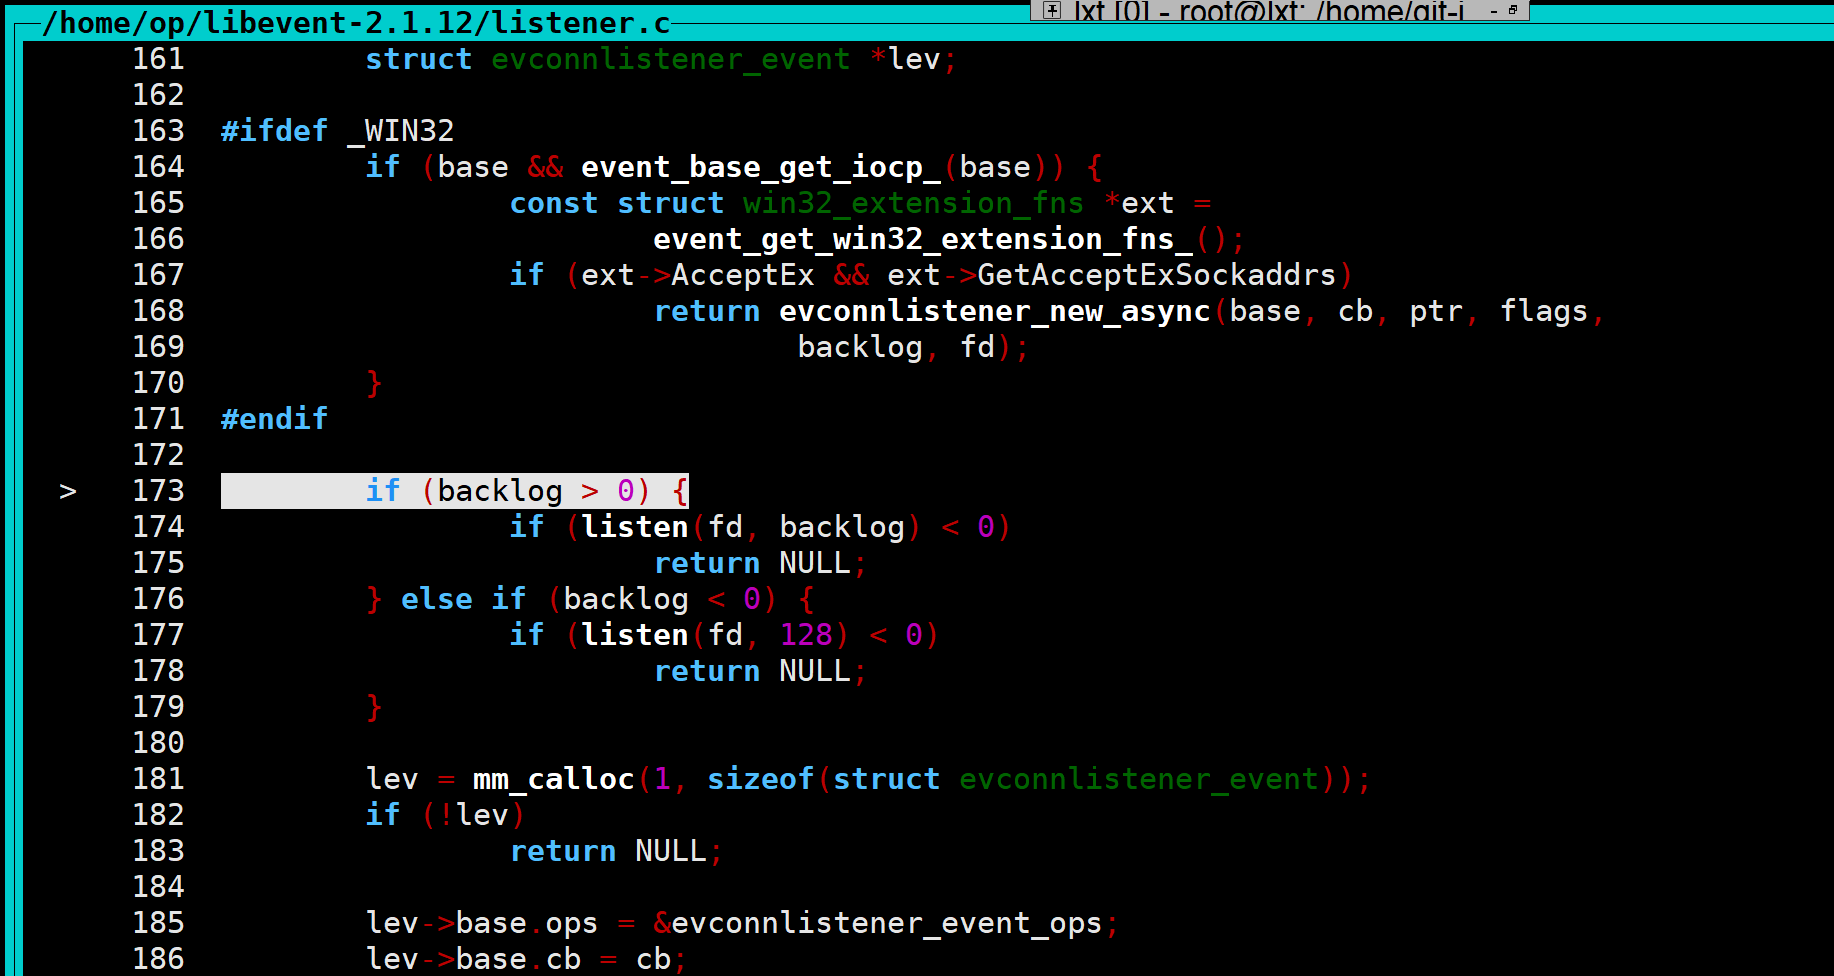 /home/op/libevent-2.1.12/listener.c
lxt [0] - root@lxt: /home/git-i
161 struct evconnlistener_event *lev;
162
163 #ifdef _WIN32
164 if (base && event_base_get_iocp_(base)) {
165 const struct win32_extension_fns *ext =
166 event_get_win32_extension_fns_();
167 if (ext->AcceptEx && ext->GetAcceptExSockaddrs)
168 return evconnlistener_new_async(base, cb, ptr, flags,
169 backlog, fd);
170 }
171 #endif
172
> 173 if (backlog > 0) {
174 if (listen(fd, backlog) < 0)
175 return NULL;
176 } else if (backlog < 0) {
177 if (listen(fd, 128) < 0)
178 return NULL;
179 }
180
181 lev = mm_calloc(1, sizeof(struct evconnlistener_event));
182 if (!lev)
183 return NULL;
184
185 lev->base.ops = &evconnlistener_event_ops;
186 lev->base.cb = cb;